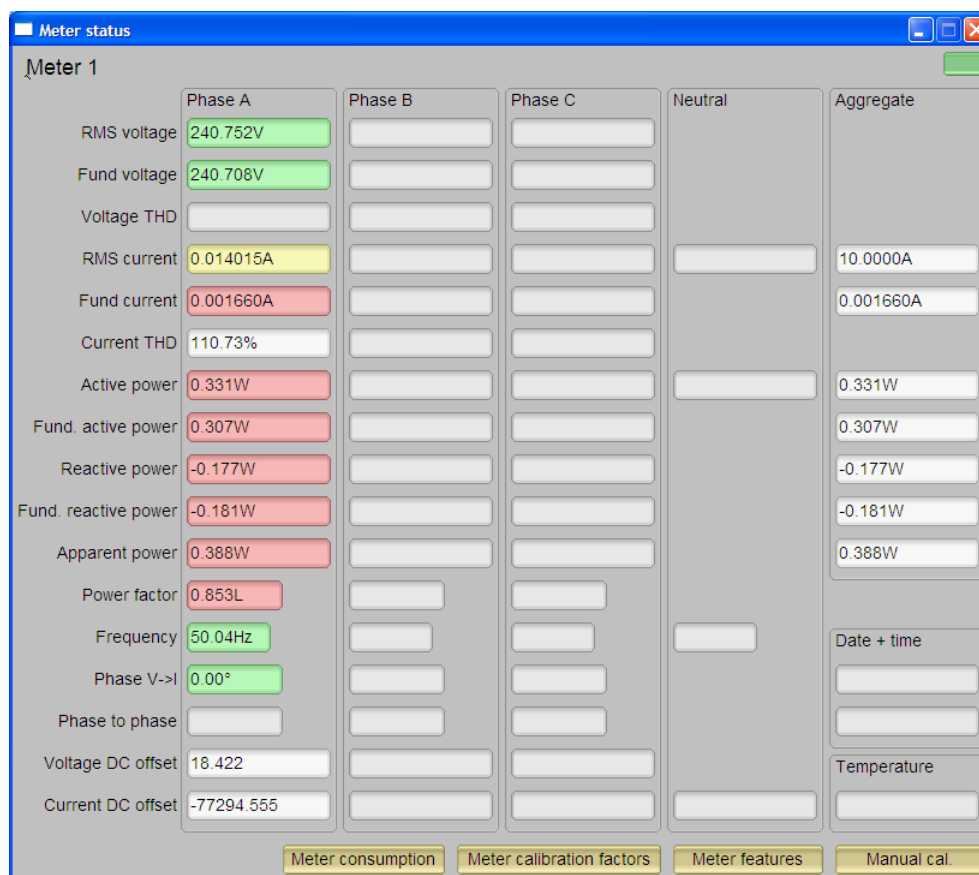 Meter status
Meter 1
Phase A Phase B Phase C Neutral Aggregate
RMS voltage 240.752V
Fund voltage 240.708V
Voltage THD
RMS current 0.014015A 10.0000A
Fund current 0.001660A 0.001660A
Current THD 110.73%
Active power 0.331W 0.331W
Fund. active power 0.307W 0.307W
Reactive power -0.177W -0.177W
Fund. reactive power -0.181W -0.181W
Apparent power 0.388W 0.388W
Power factor 0.853L
Frequency 50.04Hz Date + time
Phase V->I 0.00°
Phase to phase
Voltage DC offset 18.422 Temperature
Current DC offset -77294.555
Meter consumption Meter calibration factors Meter features Manual cal.